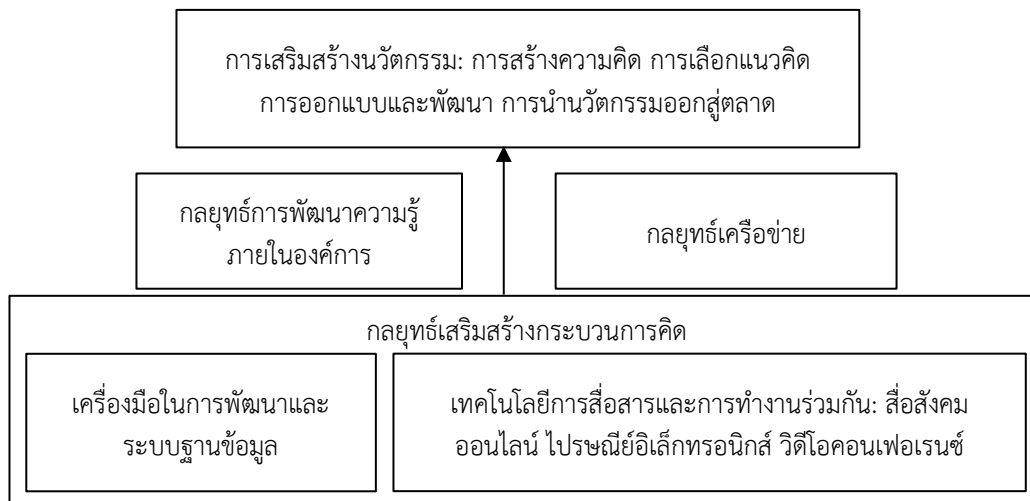 การเสริมสร้างนวัตกรรม: การสร้างความคิด การเลือกแนวคิด
การออกแบบและพัฒนา การนำนวัตกรรมออกสู่ตลาด
กลยุทธ์การพัฒนาความรู้
ภายในองค์การ
กลยุทธ์เครือข่าย
กลยุทธ์เสริมสร้างกระบวนการคิด
เครื่องมือในการพัฒนาและ
ระบบฐานข้อมูล
เทคโนโลยีการสื่อสารและการทำงานร่วมกัน: สื่อสังคม
ออนไลน์ ไปรษณีย์อิเล็กทรอนิกส์ วิดีโอคอนเฟอเรนซ์